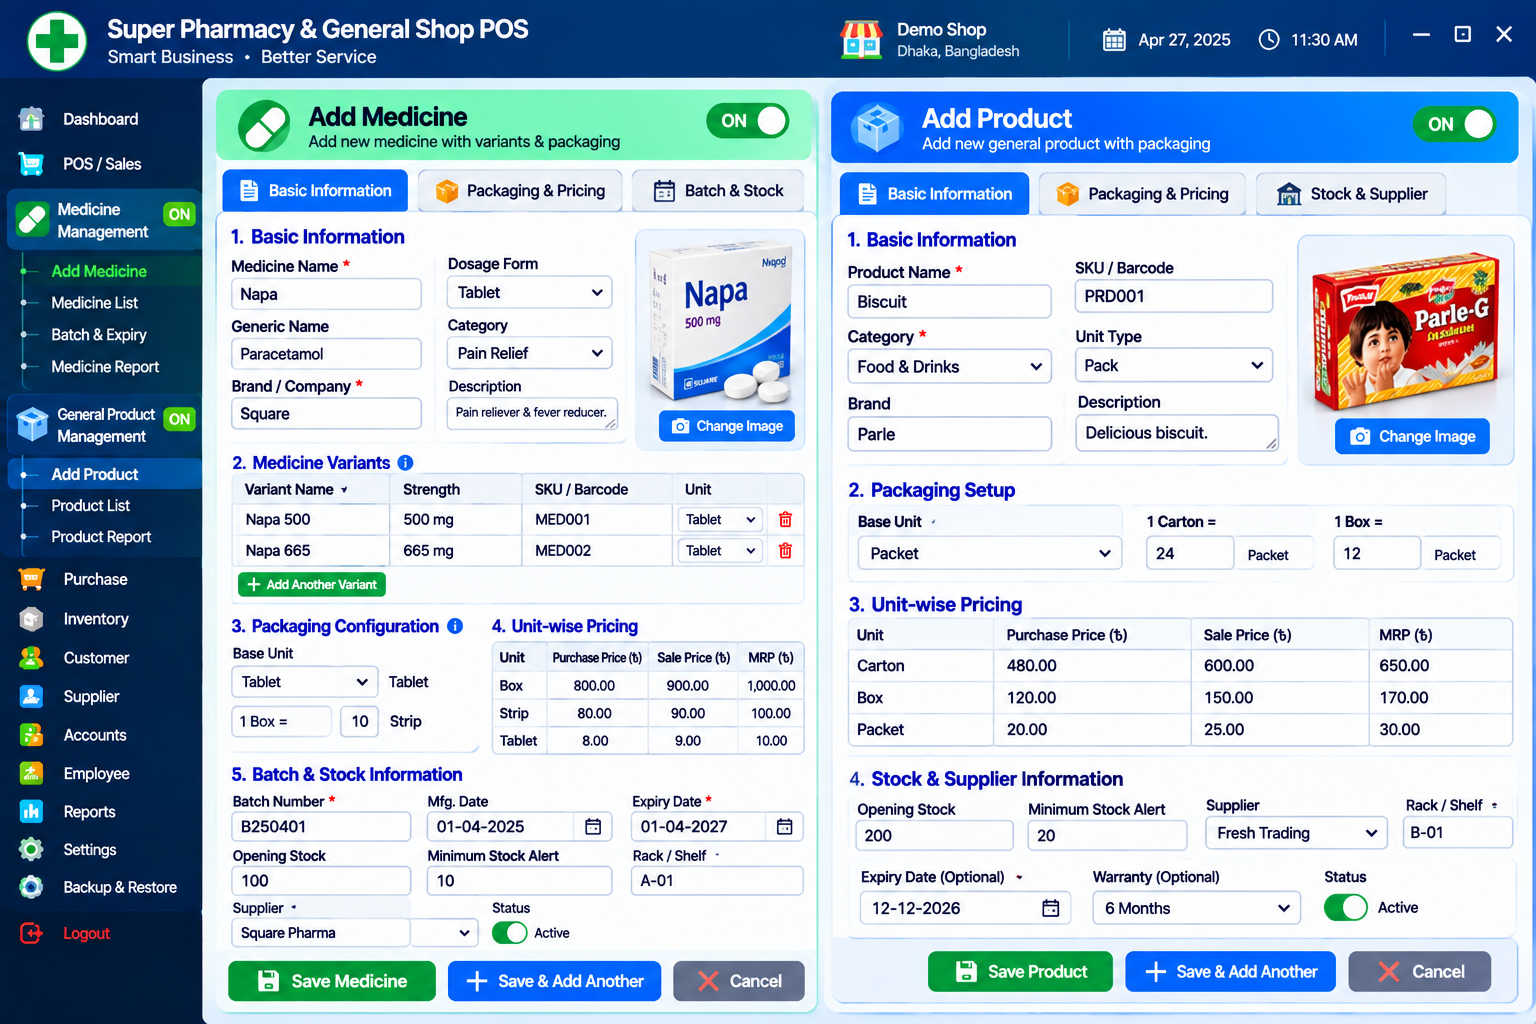 Super Pharmacy & General Shop POS
Smart Business • Better Service
Demo Shop
Dhaka, Bangladesh
Apr 27, 2025
11:30 AM
Dashboard
POS / Sales
Medicine
Management
ON
Add Medicine
Medicine List
Batch & Expiry
Medicine Report
General Product
Management
ON
Add Product
Product List
Product Report
Purchase
Inventory
Customer
Supplier
Accounts
Employee
Reports
Settings
Backup & Restore
Logout
Add Medicine
Add new medicine with variants & packaging
ON
Basic Information
Packaging & Pricing
Batch & Stock
1. Basic Information
Medicine Name *
Napa
Dosage Form
Tablet
Generic Name
Paracetamol
Category
Pain Relief
Brand / Company *
Square
Description
Pain reliever & fever reducer.
Napa
500 mg
SQUARE
Change Image
2. Medicine Variants
Variant Name Strength SKU / Barcode Unit
Napa 500 500 mg MED001 Tablet
Napa 665 665 mg MED002 Tablet
+ Add Another Variant
3. Packaging Configuration
Base Unit
Tablet Tablet
1 Box = 10 Strip
4. Unit-wise Pricing
Unit Purchase Price (৳) Sale Price (৳) MRP (৳)
Box 800.00 900.00 1,000.00
Strip 80.00 90.00 100.00
Tablet 8.00 9.00 10.00
5. Batch & Stock Information
Batch Number * Mfg. Date Expiry Date *
B250401 01-04-2025 01-04-2027
Opening Stock Minimum Stock Alert Rack / Shelf
100 10 A-01
Supplier Status
Square Pharma Active
Save Medicine
+ Save & Add Another
Cancel
Add Product
Add new general product with packaging
ON
Basic Information
Packaging & Pricing
Stock & Supplier
1. Basic Information
Product Name *
Biscuit
SKU / Barcode
PRD001
Category *
Food & Drinks
Unit Type
Pack
Brand
Parle
Description
Delicious biscuit.
Parle-G
Change Image
2. Packaging Setup
Base Unit 1 Carton = 1 Box =
Packet 24 Packet 12 Packet
3. Unit-wise Pricing
Unit Purchase Price (৳) Sale Price (৳) MRP (৳)
Carton 480.00 600.00 650.00
Box 120.00 150.00 170.00
Packet 20.00 25.00 30.00
4. Stock & Supplier Information
Opening Stock Minimum Stock Alert Supplier Rack / Shelf
200 20 Fresh Trading B-01
Expiry Date (Optional) Warranty (Optional) Status
12-12-2026 6 Months Active
Save Product
+ Save & Add Another
Cancel